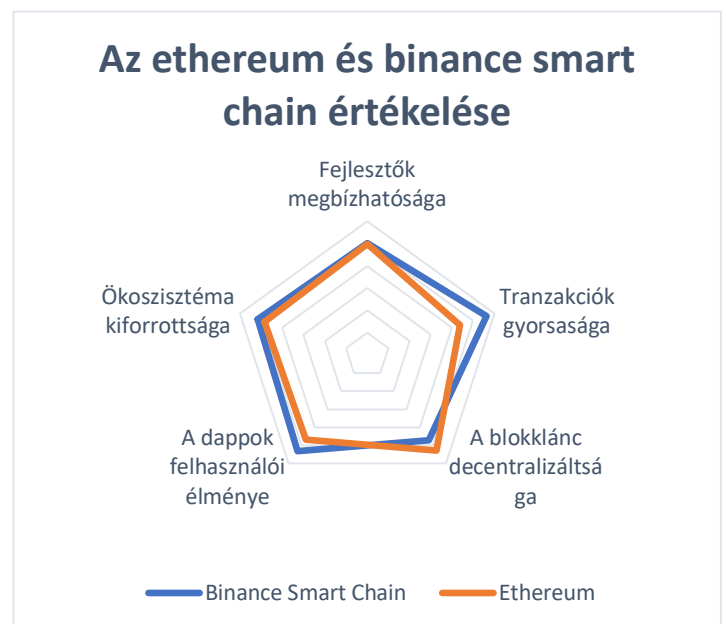 Az ethereum és binance smart
chain értékelése
Fejlesztők
megbízhatósága
Tranzakciók
gyorsasága
A blokklánc
decentralizáltsá
ga
A dappok
felhasználói
élménye
Ökoszisztéma
kiforrottsága
Binance Smart Chain
Ethereum